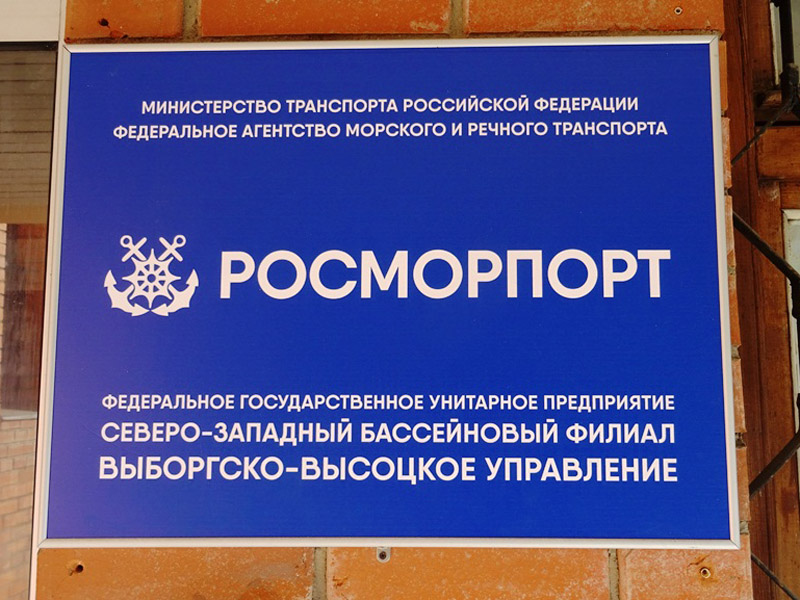 МИНИСТЕРСТВО ТРАНСПОРТА РОССИЙСКОЙ ФЕДЕРАЦИИ
ФЕДЕРАЛЬНОЕ АГЕНТСТВО МОРСКОГО И РЕЧНОГО ТРАНСПОРТА
РОСМОРПОРТ
ФЕДЕРАЛЬНОЕ ГОСУДАРСТВЕННОЕ УНИТАРНОЕ ПРЕДПРИЯТИЕ
СЕВЕРО-ЗАПАДНЫЙ БАССЕЙНОВЫЙ ФИЛИАЛ
ВЫБОРГСКО-ВЫСОЦКОЕ УПРАВЛЕНИЕ